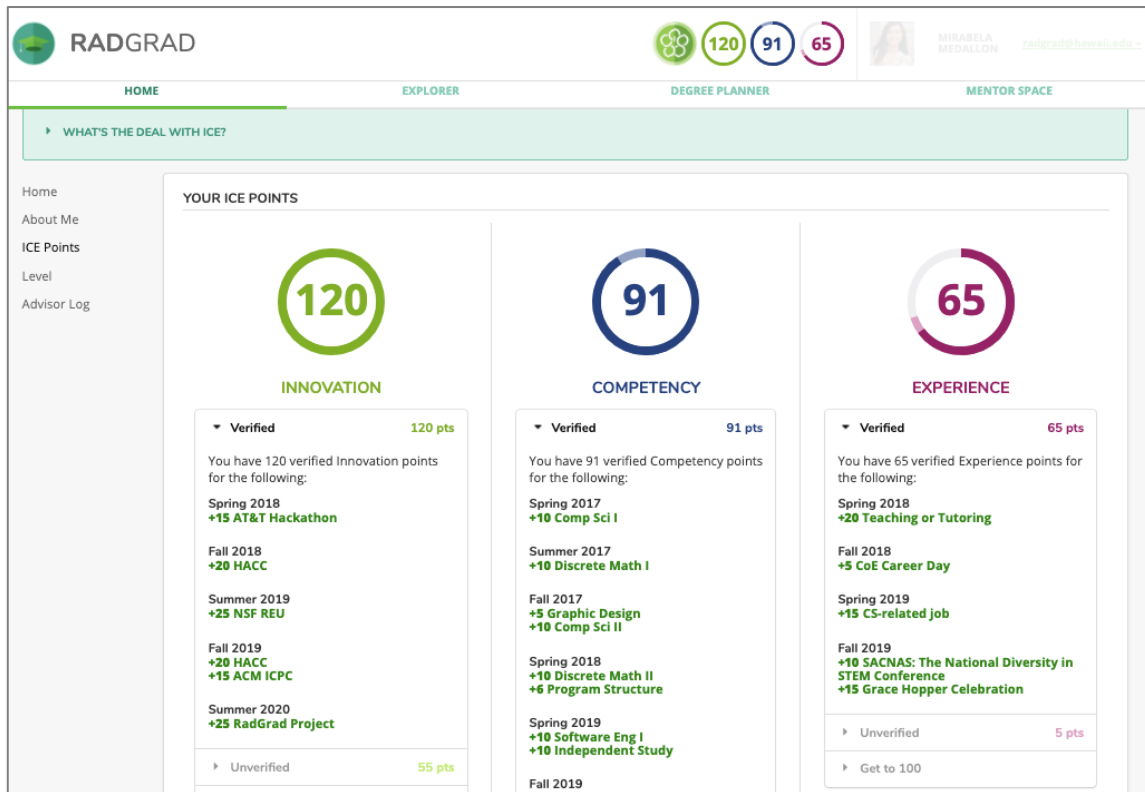 RADGRAD
120
91
65
MIRABELA
MEDALLON
radgrad@hawaii.edu
HOME
EXPLORER
DEGREE PLANNER
MENTOR SPACE
WHAT'S THE DEAL WITH ICE?
Home
About Me
ICE Points
Level
Advisor Log
YOUR ICE POINTS
120
INNOVATION
Verified 120 pts
You have 120 verified Innovation points
for the following:
Spring 2018
+15 AT&T Hackathon
Fall 2018
+20 HACC
Summer 2019
+25 NSF REU
Fall 2019
+20 HACC
+15 ACM ICPC
Summer 2020
+25 RadGrad Project
Unverified 55 pts
91
COMPETENCY
Verified 91 pts
You have 91 verified Competency points
for the following:
Spring 2017
+10 Comp Sci I
Summer 2017
+10 Discrete Math I
Fall 2017
+5 Graphic Design
+10 Comp Sci II
Spring 2018
+10 Discrete Math II
+6 Program Structure
Spring 2019
+10 Software Eng I
+10 Independent Study
Fall 2019
65
EXPERIENCE
Verified 65 pts
You have 65 verified Experience points for
the following:
Spring 2018
+20 Teaching or Tutoring
Fall 2018
+5 CoE Career Day
Spring 2019
+15 CS-related job
Fall 2019
+10 SACNAS: The National Diversity in
STEM Conference
+15 Grace Hopper Celebration
Unverified 5 pts
Get to 100